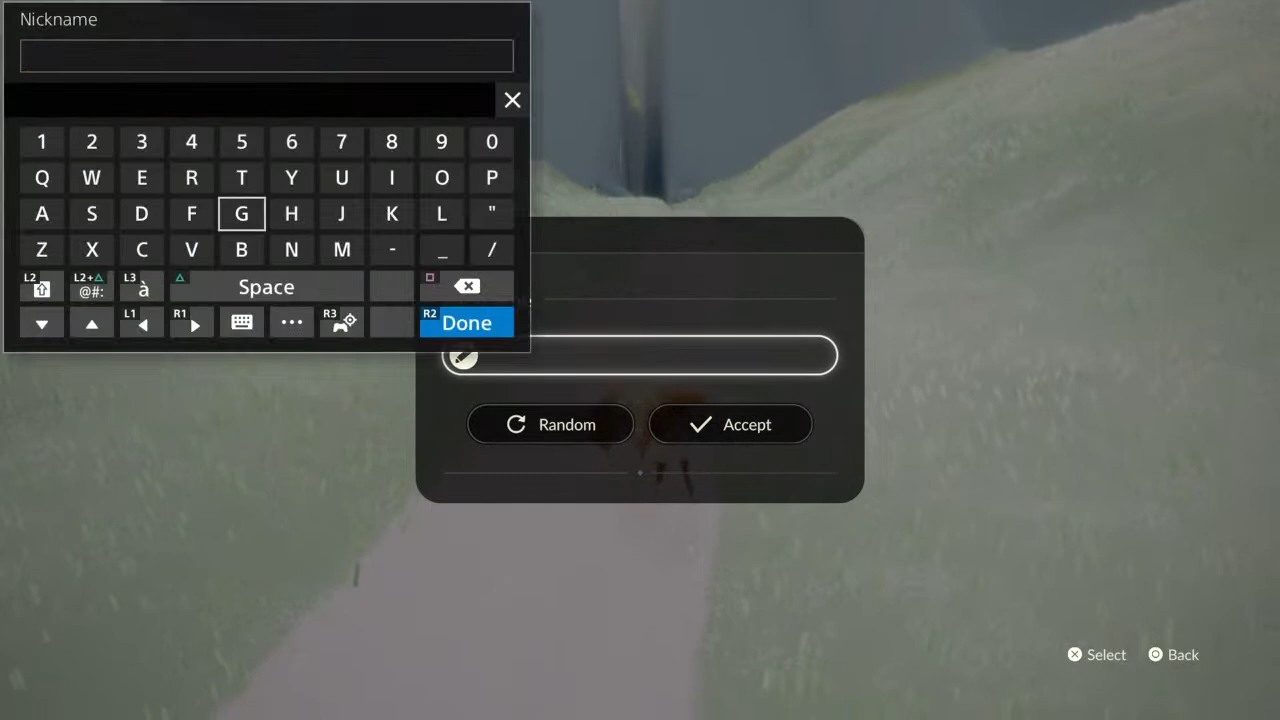 Nickname
1 2 3 4 5 6 7 8 9 0
Q W E R T Y U I O P
A S D F G H J K L "
Z X C V B N M - _ /
L2 L2+△ @#: L3 à △ Space □
L1 R1 ... R3 R2 Done
Random Accept
Select Back